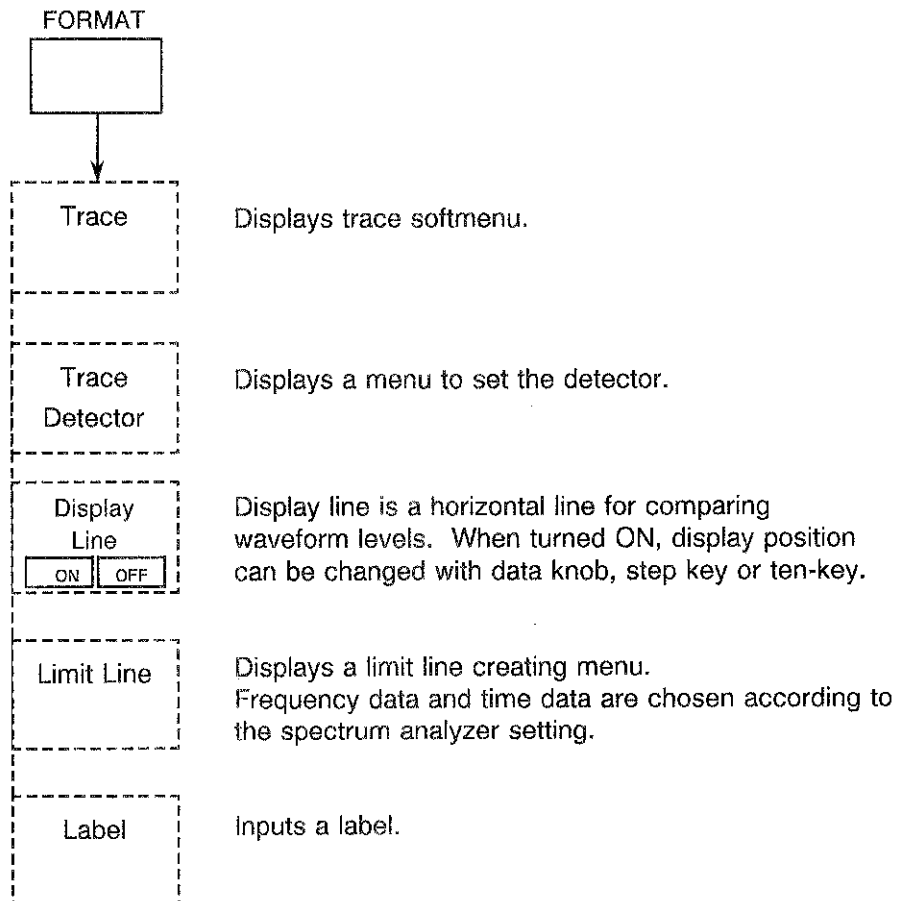 FORMAT
Trace
Displays trace softmenu.
Trace
Detector
Displays a menu to set the detector.
Display
Line
ON OFF
Display line is a horizontal line for comparing
waveform levels. When turned ON, display position
can be changed with data knob, step key or ten-key.
Limit Line
Displays a limit line creating menu.
Frequency data and time data are chosen according to
the spectrum analyzer setting.
Label
Inputs a label.